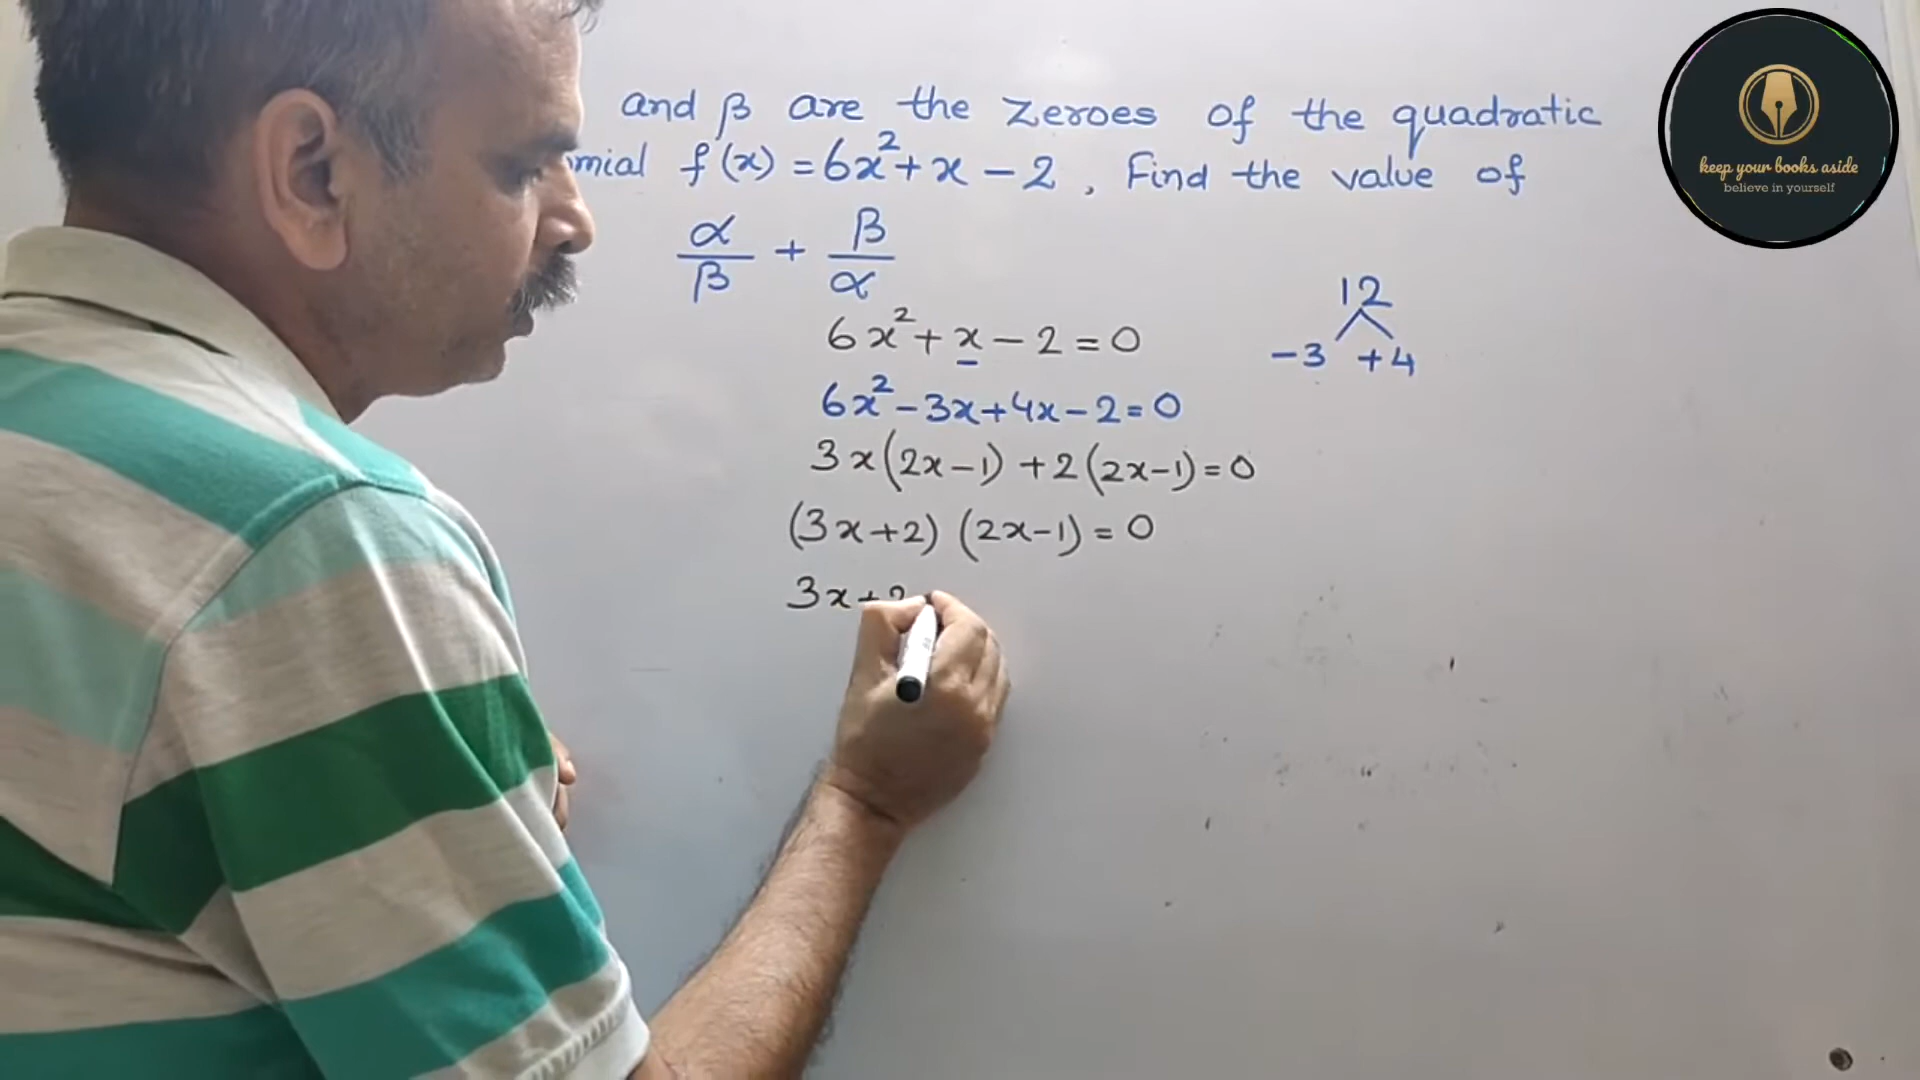 and β are the zeroes of the quadratic
mial f(x) = 6x² + x - 2 , Find the value of
α/β + β/α
12
-3 +4
6x² + x - 2 = 0
6x² - 3x + 4x - 2 = 0
3x(2x-1) + 2(2x-1) = 0
(3x+2) (2x-1) = 0
3x+2
keep your books aside
believe in yourself